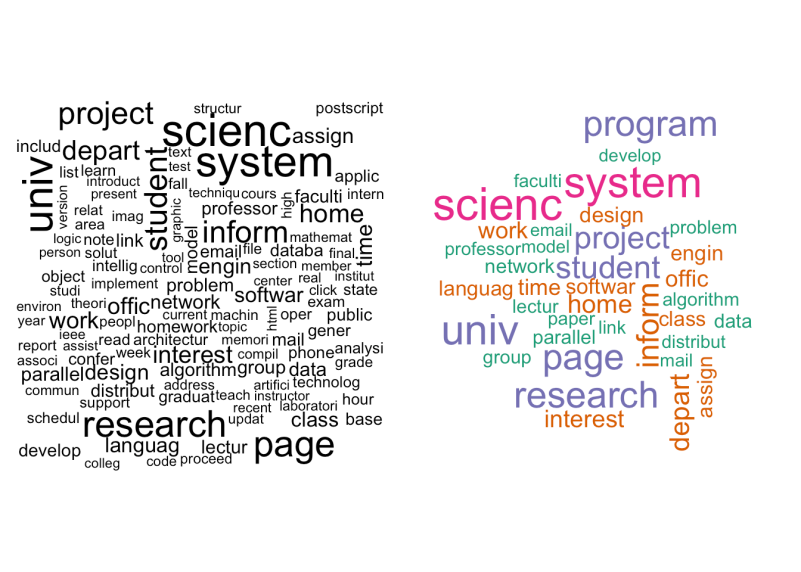 project structur postscript
scienc assign
includ depart student text system
univ list learn test applic
introduct fall techniqu cours faculti intern
version present graphic professor high home
relat imag
area inform mathemat time
logic note link model email file databa final
person solut tool engin section member
intellig control
object implement problem center real institut
studi softwar click state
environ theori offic network exam
year work peopl current machin html oper public
homework topic gener
ieee read architectur memori mail
report assist week interest compil phone analysi
associ confer grade
parallel design algorithm group data
commun distribut address artifici technolog
support graduat teach instructor hour
schedul research recent laboratori
updat class base
develop languag lectur page
colleg code proceed
program
develop
faculti system
scienc design
work email project problem
professor model engin
network student offic
languag time softwar inform algorithm
lectur home class data
univ paper link
parallel distribut
group page mail
research depart assign
interest